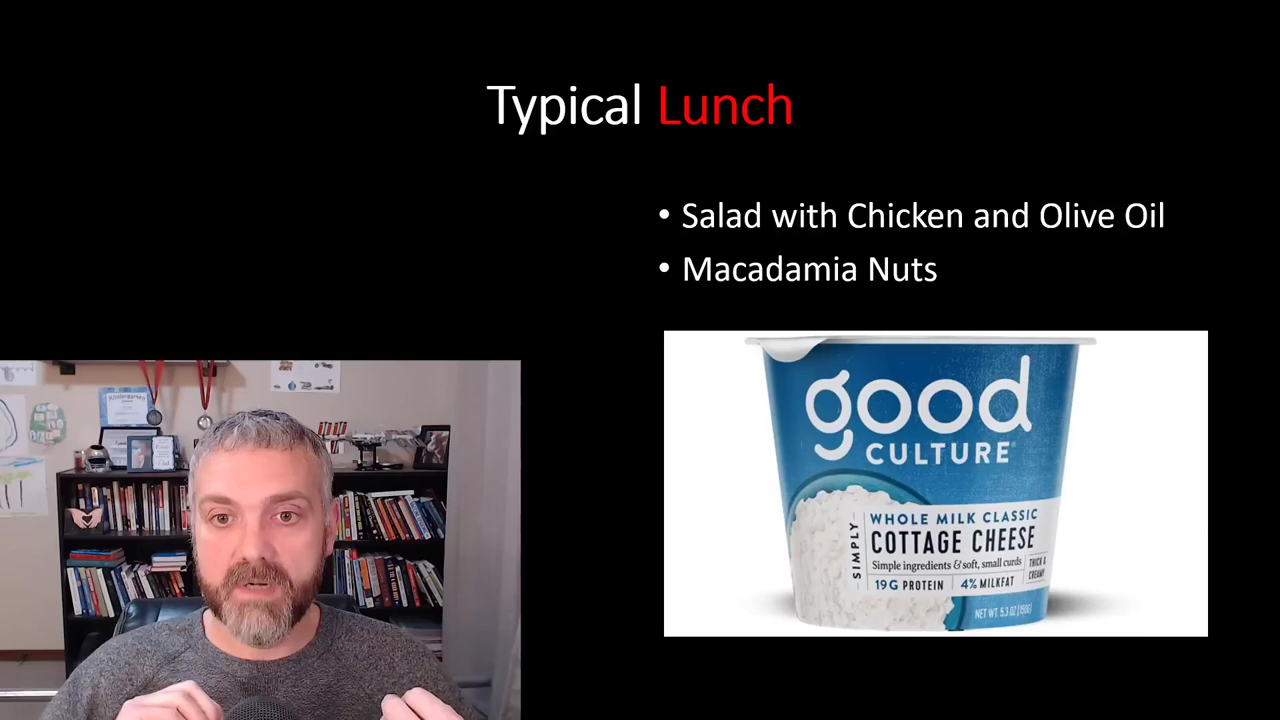 Typical Lunch
• Salad with Chicken and Olive Oil
• Macadamia Nuts
good
CULTURE®
SIMPLY
WHOLE MILK CLASSIC
COTTAGE CHEESE
Simple ingredients & soft, small curds
THICK &
CREAMY
19G PROTEIN
4% MILKFAT
NET WT. 5.3 OZ (150G)
Kindergarten